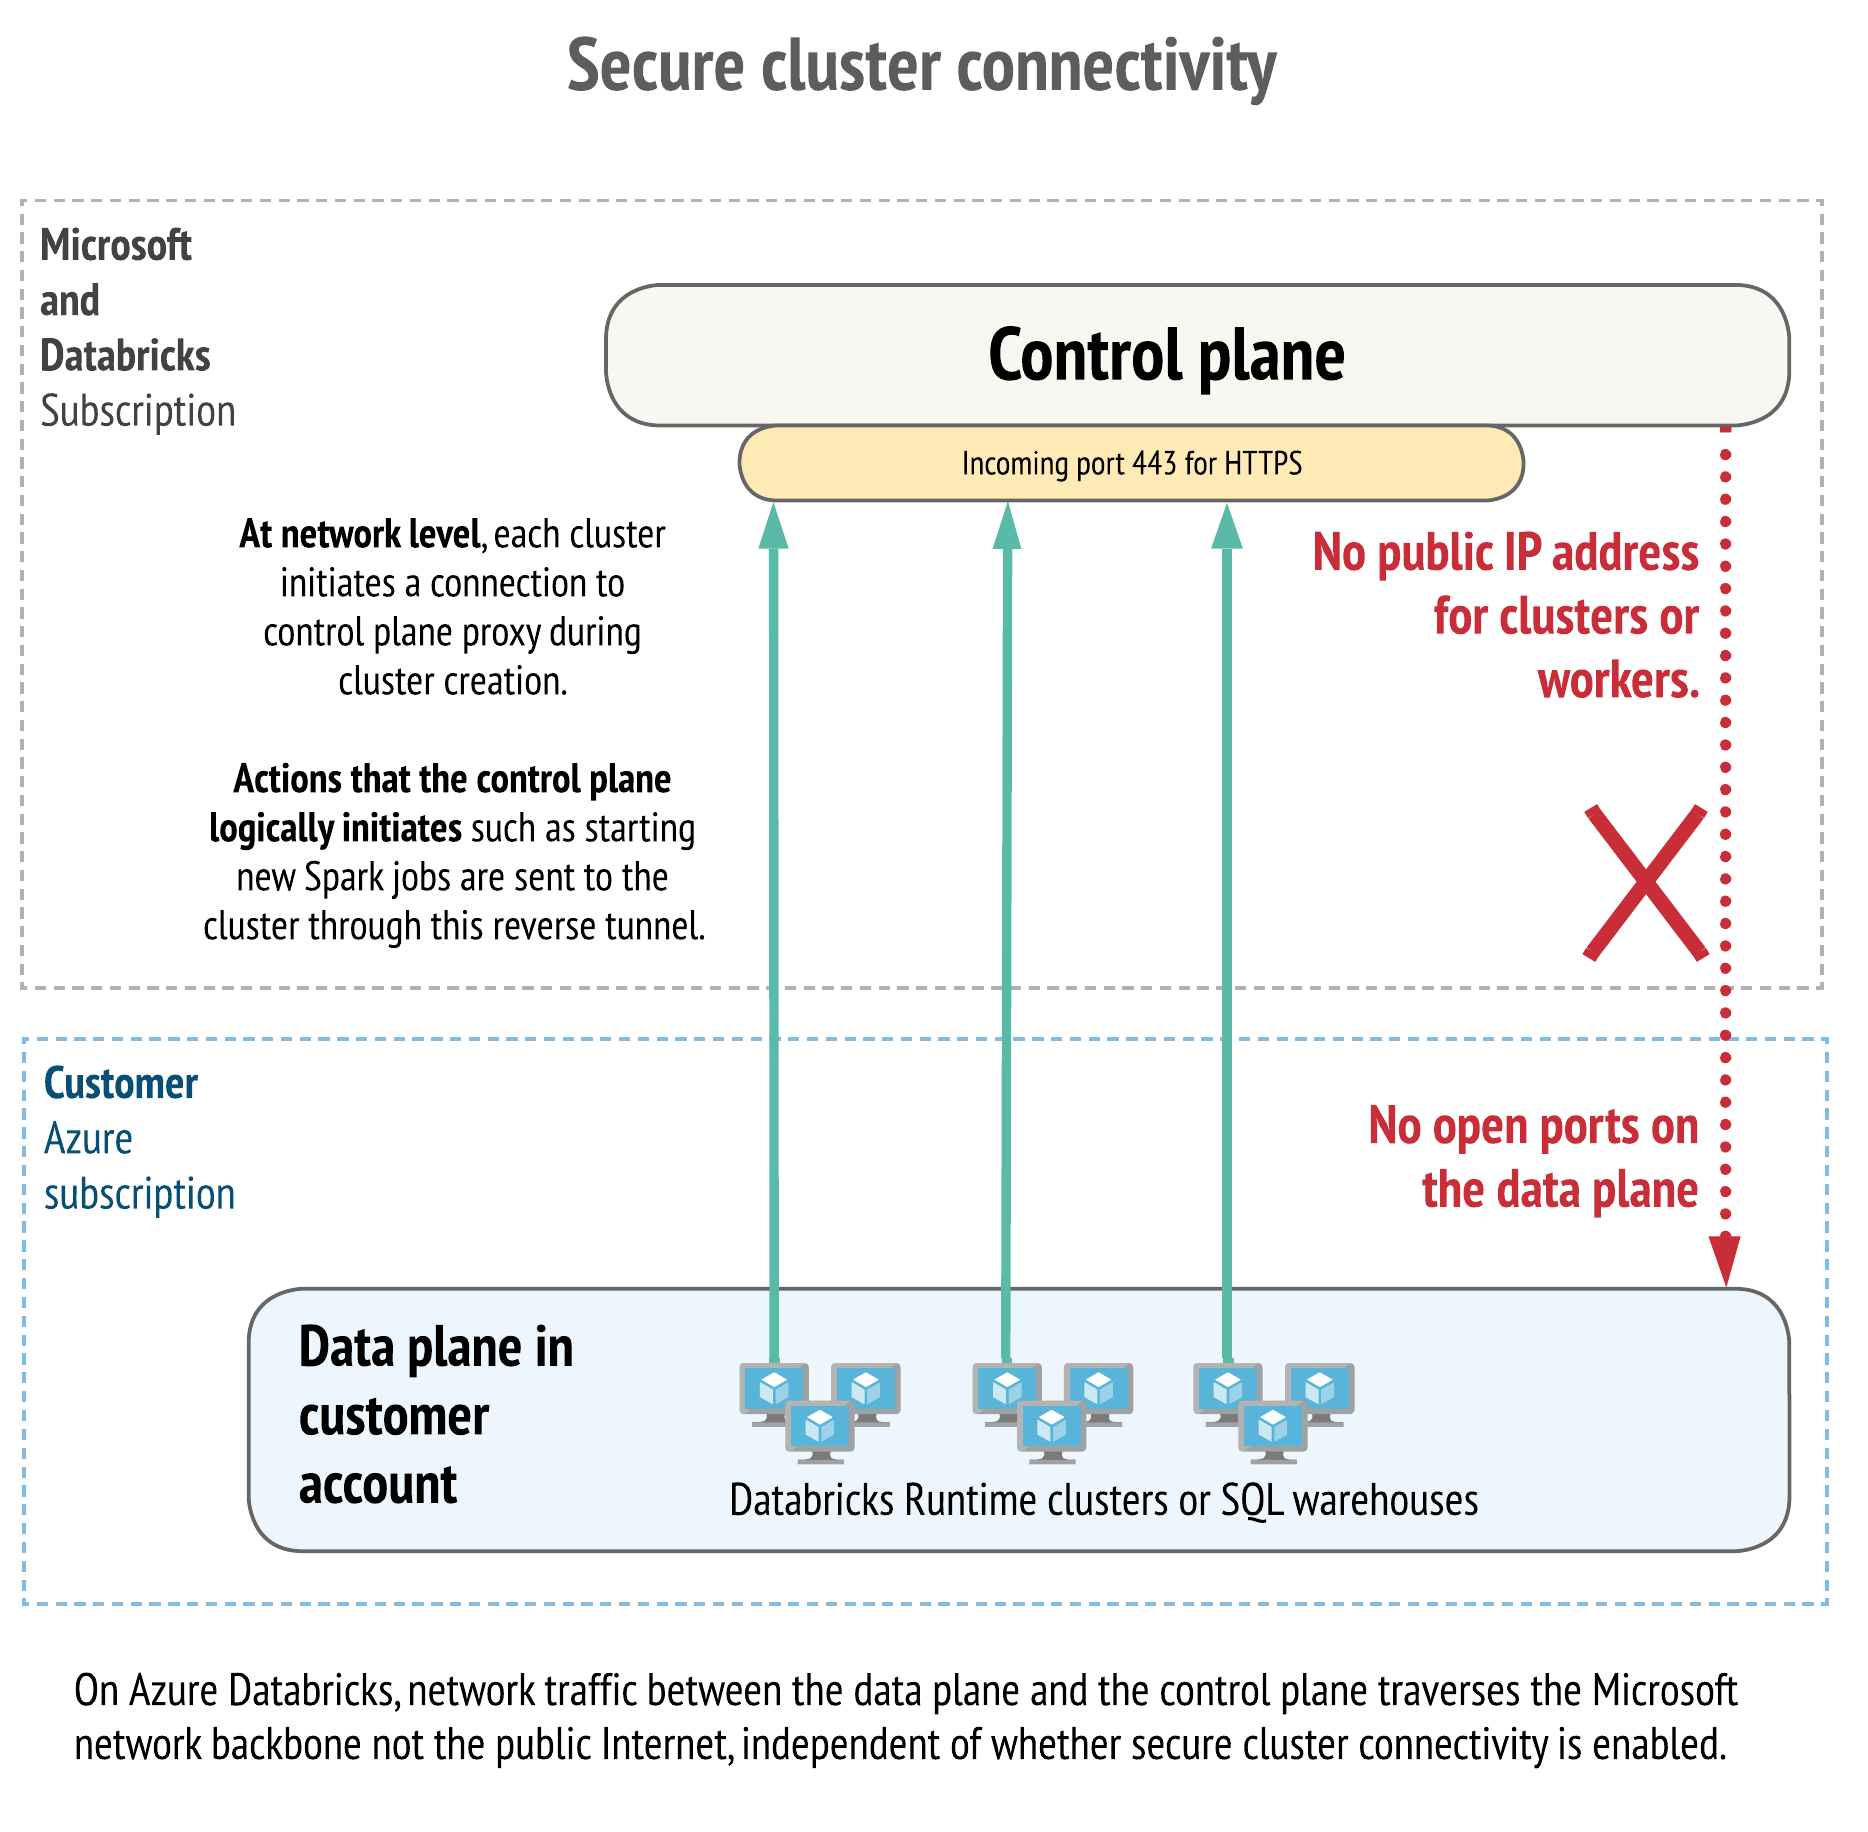 Secure cluster connectivity
Microsoft
and
Databricks
Subscription
Control plane
Incoming port 443 for HTTPS
At network level, each cluster
initiates a connection to
control plane proxy during
cluster creation.
Actions that the control plane
logically initiates such as starting
new Spark jobs are sent to the
cluster through this reverse tunnel.
No public IP address
for clusters or
workers.
Customer
Azure
subscription
No open ports on
the data plane
Data plane in
customer
account
Databricks Runtime clusters or SQL warehouses
On Azure Databricks, network traffic between the data plane and the control plane traverses the Microsoft
network backbone not the public Internet, independent of whether secure cluster connectivity is enabled.